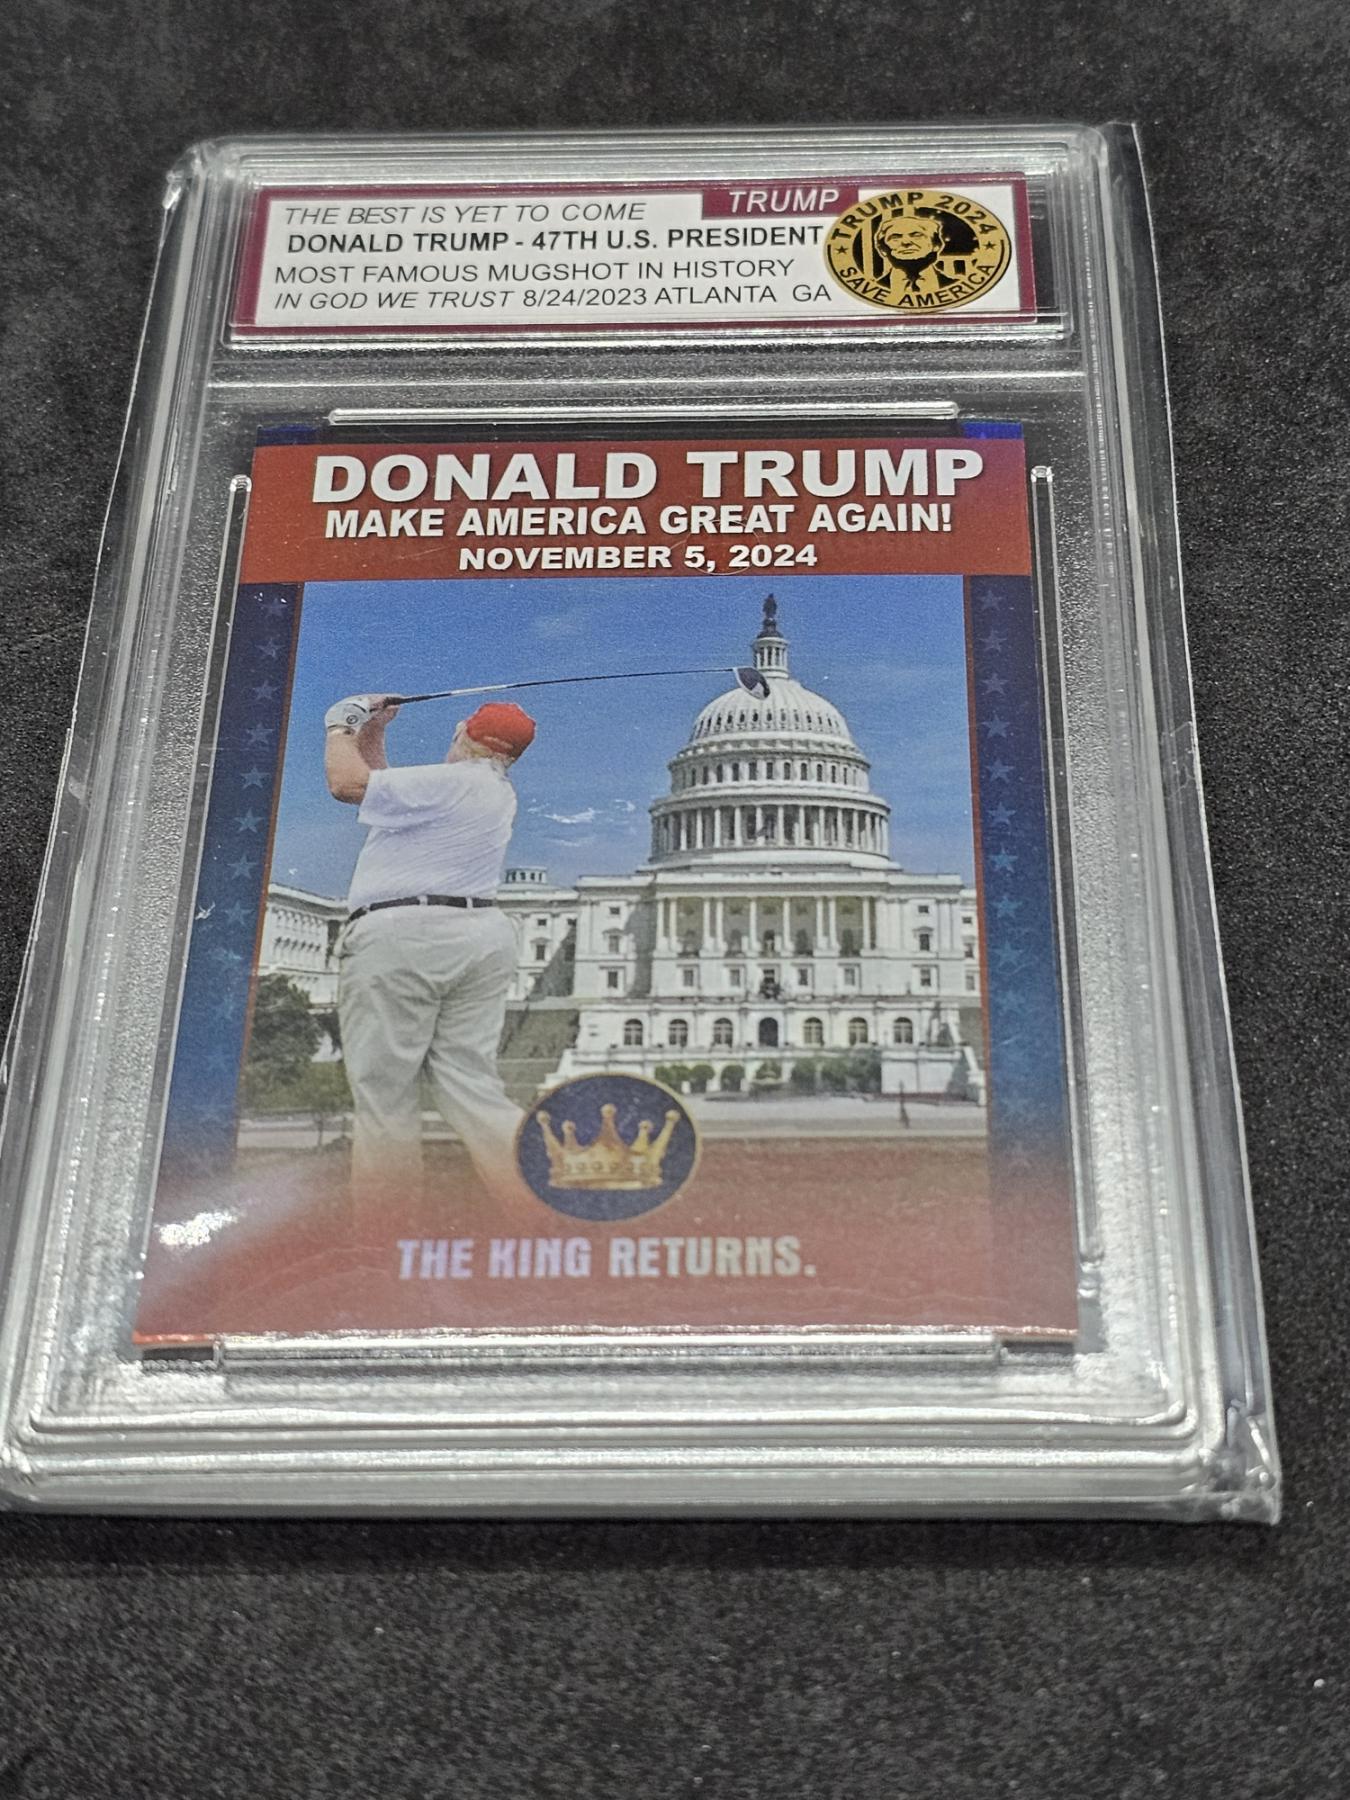 THE BEST IS YET TO COME
TRUMP
DONALD TRUMP - 47TH U.S. PRESIDENT
MOST FAMOUS MUGSHOT IN HISTORY
IN GOD WE TRUST 8/24/2023 ATLANTA GA
TRUMP 2024
SAVE AMERICA
DONALD TRUMP
MAKE AMERICA GREAT AGAIN!
NOVEMBER 5, 2024
THE KING RETURNS.